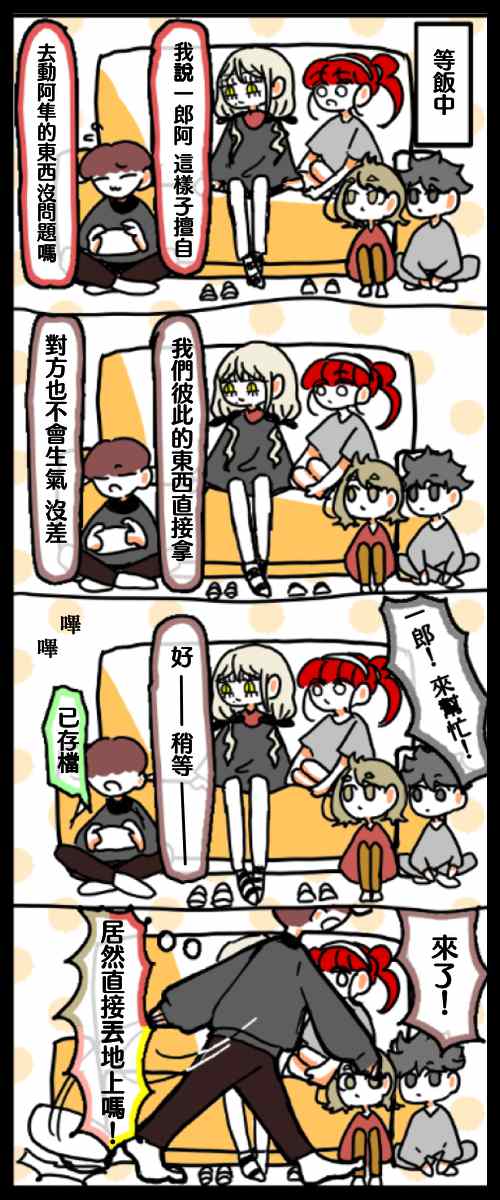 等飯中
我說一郎阿 這樣子擅自
去動阿隼的東西沒問題嗎
我們彼此的東西直接拿
對方也不會生氣 沒差
一郎！來幫忙！
好——稍等——
嗶
嗶
已存檔
來了！
居然直接丟地上嗎！